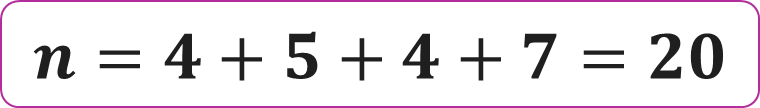 n = 4 + 5 + 4 + 7 = 20